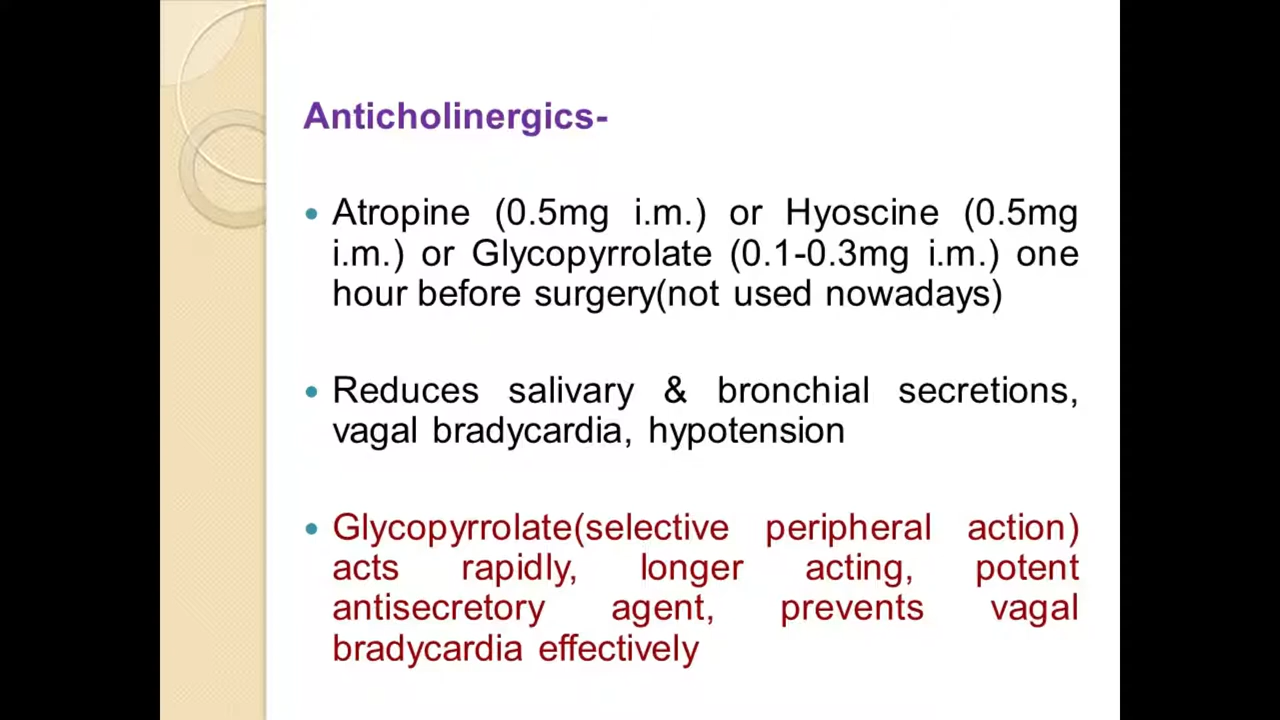 Anticholinergics-
• Atropine (0.5mg i.m.) or Hyoscine (0.5mg
i.m.) or Glycopyrrolate (0.1-0.3mg i.m.) one
hour before surgery(not used nowadays)
• Reduces salivary & bronchial secretions,
vagal bradycardia, hypotension
• Glycopyrrolate(selective peripheral action)
acts rapidly, longer acting, potent
antisecretory agent, prevents vagal
bradycardia effectively